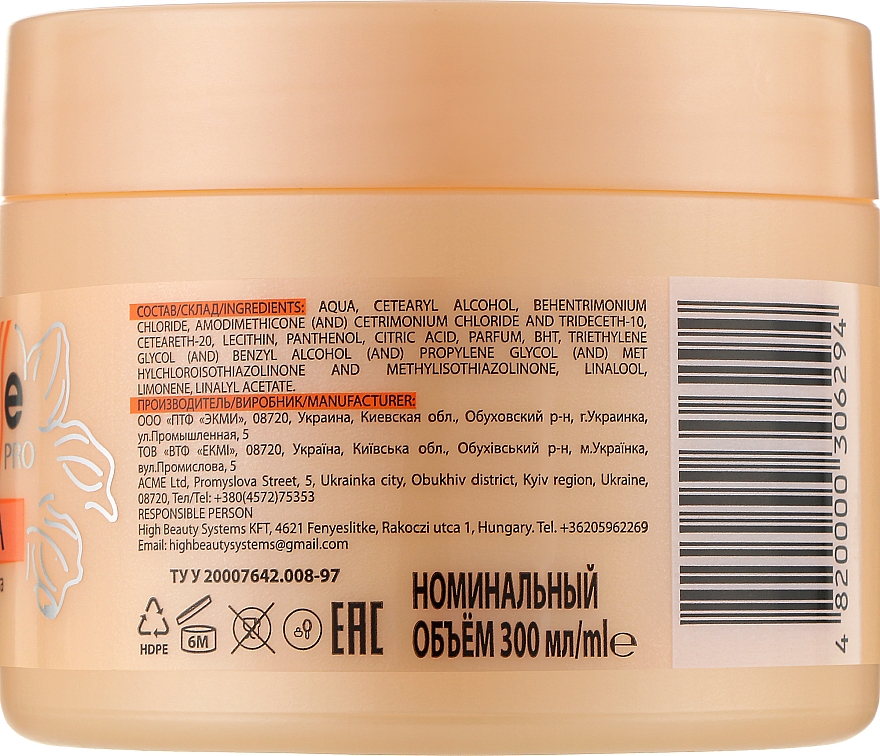 e
PRO
A
a
СОСТАВ/СКЛАД/INGREDIENTS: AQUA, CETEARYL ALCOHOL, BEHENTRIMONIUM
CHLORIDE, AMODIMETHICONE (AND) CETRIMONIUM CHLORIDE AND TRIDECETH-10,
CETEARETH-20, LECITHIN, PANTHENOL, CITRIC ACID, PARFUM, BHT, TRIETHYLENE
GLYCOL (AND) BENZYL ALCOHOL (AND) PROPYLENE GLYCOL (AND) MET
HYLCHLOROISOTHIAZOLINONE AND METHYLISOTHIAZOLINONE, LINALOOL,
LIMONENE, LINALYL ACETATE.
ПРОИЗВОДИТЕЛЬ/ВИРОБНИК/MANUFACTURER:
ООО «ПТФ «ЭКМИ», 08720, Украина, Киевская обл., Обуховский р-н, г.Украинка,
ул.Промышленная, 5
ТОВ «ВТФ «ЕКМІ», 08720, Україна, Київська обл., Обухівський р-н, м.Українка,
вул.Промислова, 5
ACME Ltd, Promyslova Street, 5, Ukrainka city, Obukhiv district, Kyiv region, Ukraine,
08720, Тел/Tel: +380(4572)75353
RESPONSIBLE PERSON
High Beauty Systems KFT, 4621 Fenyeslitke, Rakoczi utca 1, Hungary. Tel. +36205962269
Email: highbeautysystems@gmail.com
ТУ У 20007642.008-97
HDPE
6M
EAC
НОМИНАЛЬНЫЙ
ОБЪЁМ 300 мл/ml℮
4 820000 306294